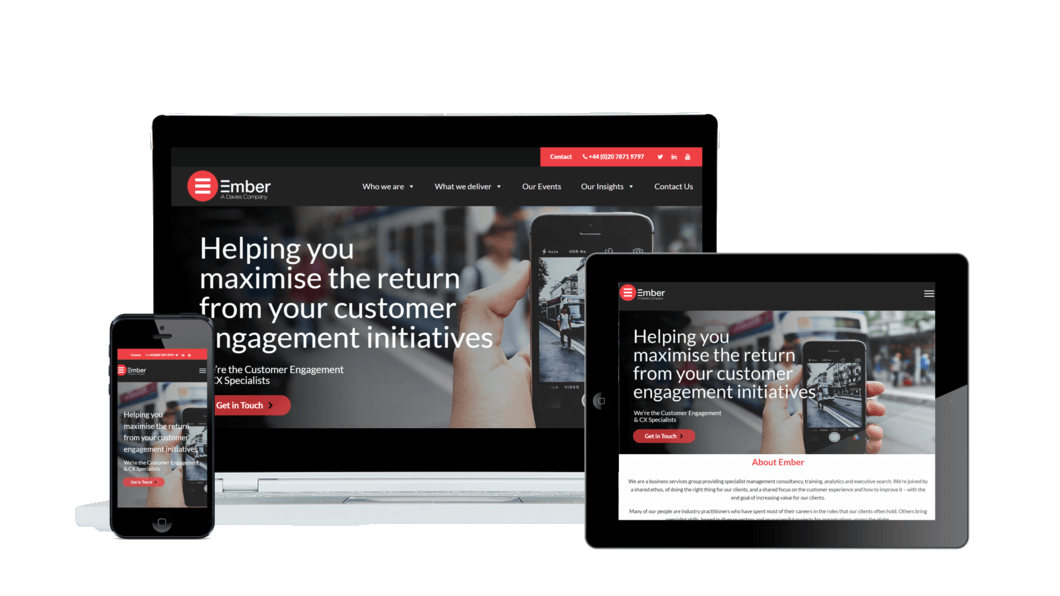 Contact +44 (0)20 7871 9797
Ember
A Davies Company
Who we are What we deliver Our Events Our Insights Contact Us
Helping you
maximise the return
from your customer
ngagement initiatives
're the Customer Engagement
CX Specialists
Get in Touch
Auto
Ember
Helping you
maximise the return
from your customer
engagement initiatives
We're the Customer Engagement
& CX Specialists
Get in Touch
About Ember
We are a business services group providing specialist management consultancy, training, analytics and executive search. We're joined by
a shared ethos, of doing the right thing for our clients, and a shared focus on the customer experience and how to improve it – with the
end goal of increasing value for our clients.
Many of our people are industry practitioners who have spent most of their careers in the roles that our clients often hold. Others bring
Contact +44 (0)20 7871 9797
Ember
Helping you
maximise the return
from your customer
engagement initiatives
We're the Customer Engagement
& CX Specialists
Get in Touch